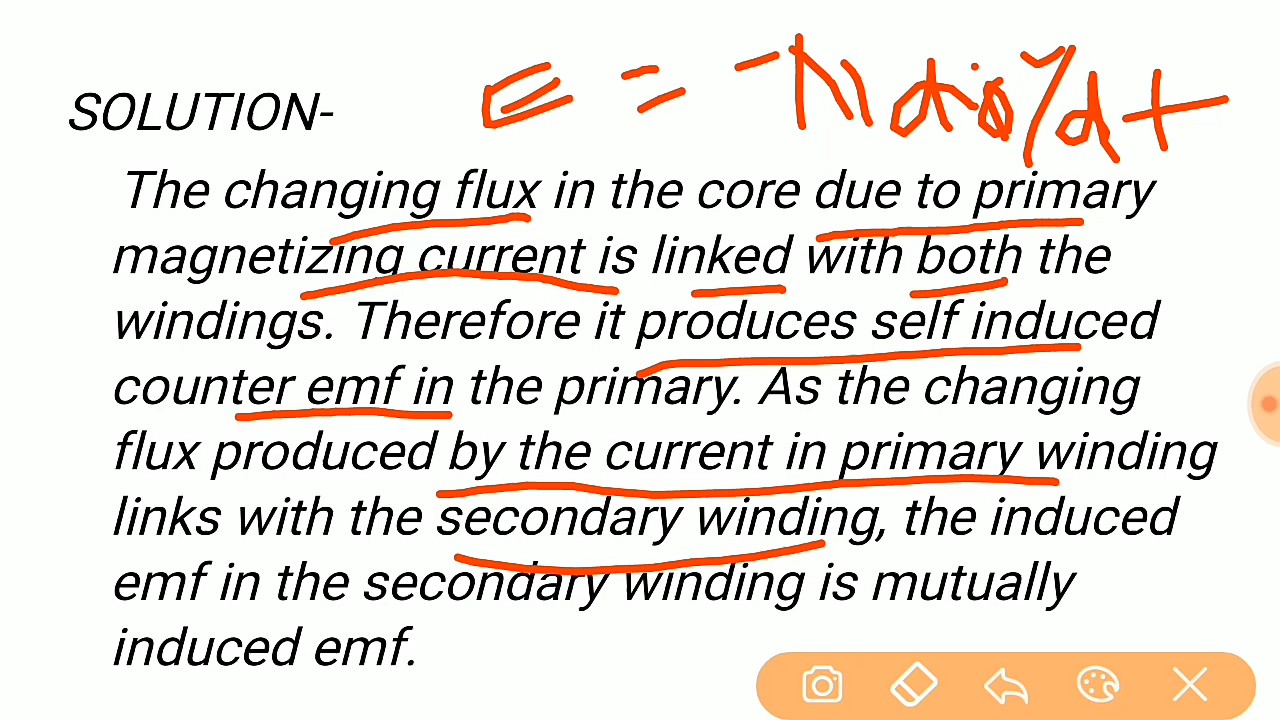 E = -N dϕ/dt
SOLUTION-
The changing flux in the core due to primary
magnetizing current is linked with both the
windings. Therefore it produces self induced
counter emf in the primary. As the changing
flux produced by the current in primary winding
links with the secondary winding, the induced
emf in the secondary winding is mutually
induced emf.